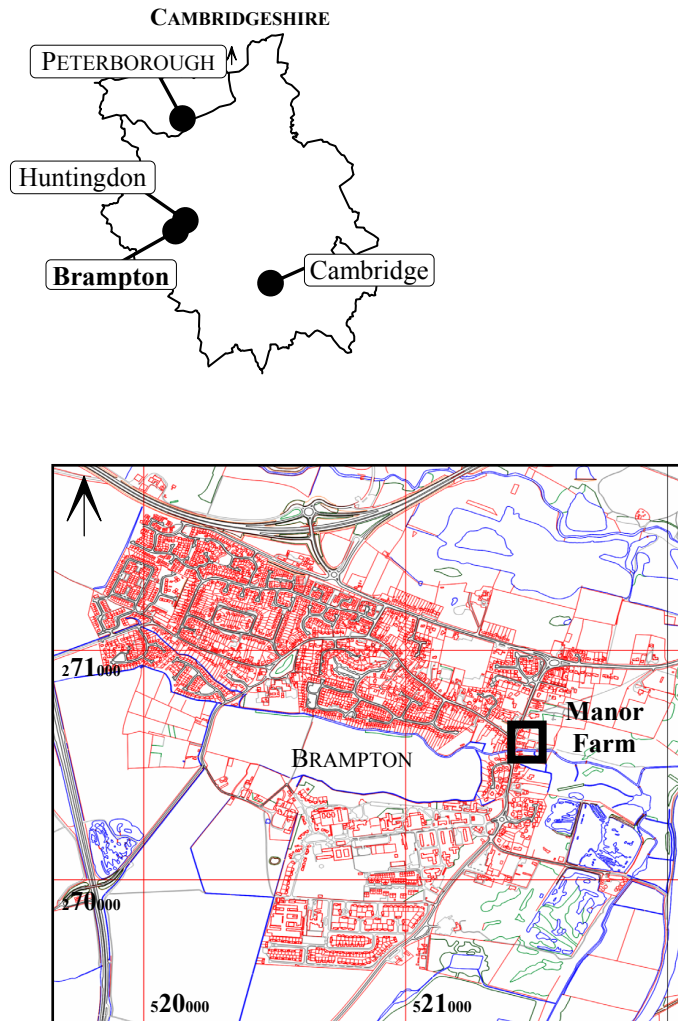 CAMBRIDGESHIRE
PETERBOROUGH
Huntingdon
Brampton
Cambridge
271000
Manor
Farm
BRAMPTON
270000
520000
521000